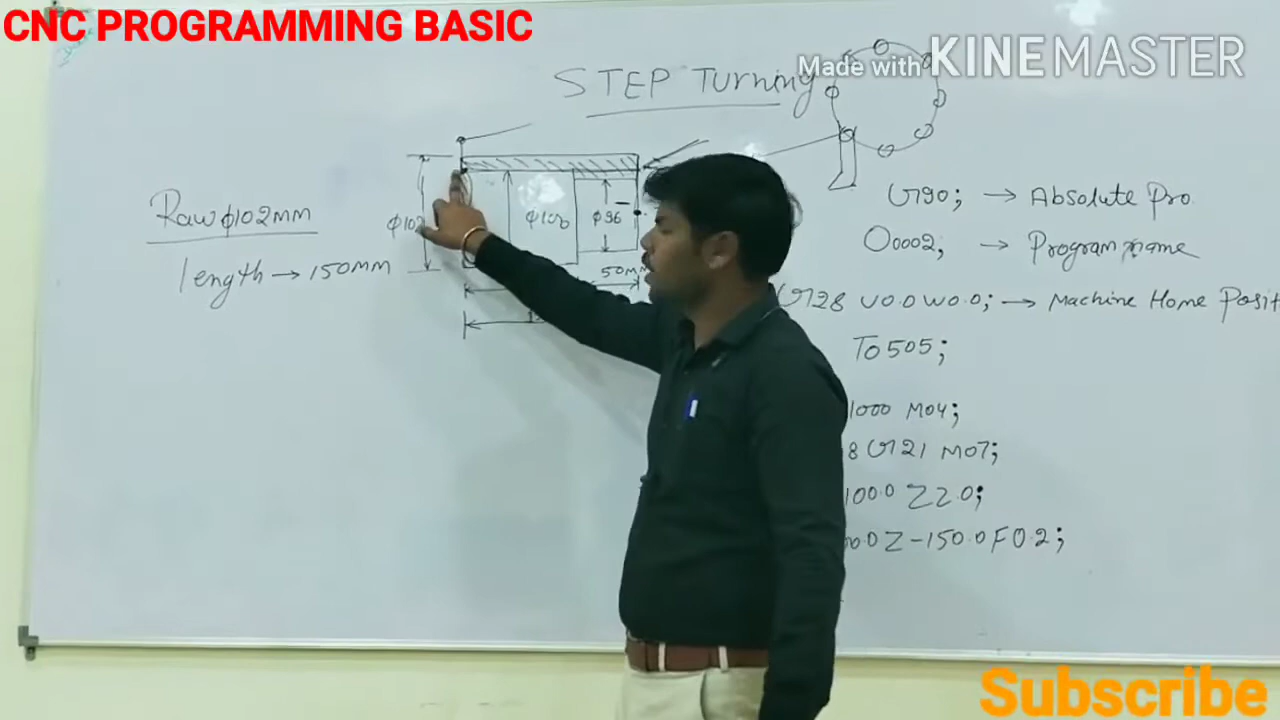 CNC PROGRAMMING BASIC
Made with KINEMASTER
STEP Turning
Raw ϕ102MM
length → 150MM
ϕ102
ϕ100
ϕ96
50MM
G90; → Absolute Pro.
O0002; → Program name
G28 U0.0 W0.0; → Machine Home Posit
T0505;
1000 M04;
8 G21 M07;
100.0 Z2.0;
00.0 Z-150.0 F0.2;
Subscribe